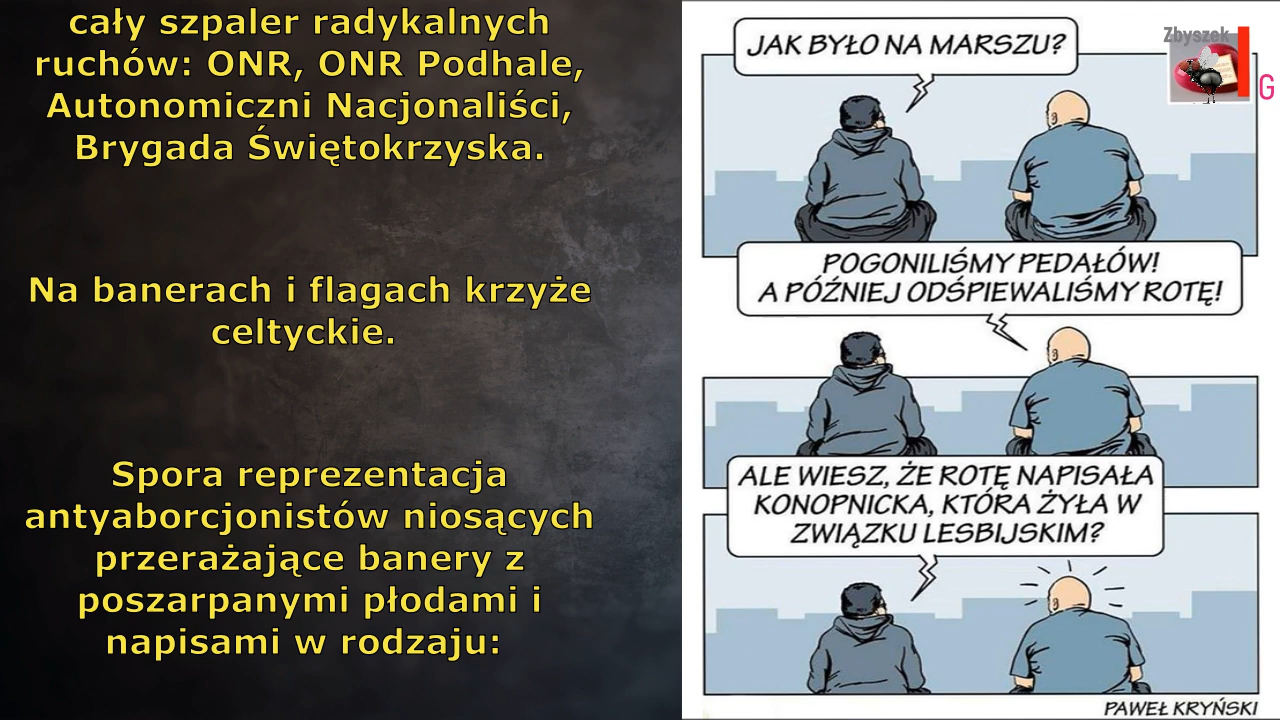 cały szpaler radykalnych
ruchów: ONR, ONR Podhale,
Autonomiczni Nacjonaliści,
Brygada Świętokrzyska.
Na banerach i flagach krzyże
celtyckie.
Spora reprezentacja
antyaborcjonistów niosących
przerażające banery z
poszarpanymi płodami i
napisami w rodzaju:
Zbyszek
G
JAK BYŁO NA MARSZU?
POGONILIŚMY PEDAŁÓW!
A PÓŹNIEJ ODŚPIEWALIŚMY ROTĘ!
ALE WIESZ, ŻE ROTĘ NAPISAŁA
KONOPNICKA, KTÓRA ŻYŁA W
ZWIĄZKU LESBIJSKIM?
PAWEŁ KRYŃSKI